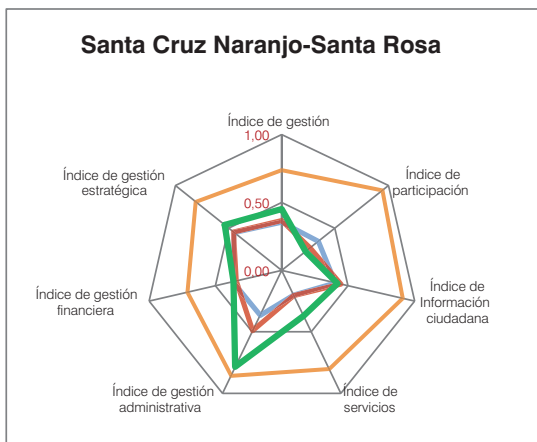 Santa Cruz Naranjo-Santa Rosa
Índice de gestión
1,00
Índice de gestión
estratégica
Índice de
participación
0,50
0,00
Índice de gestión
financiera
Índice de
Información
ciudadana
Índice de gestión
administrativa
Índice de
servicios